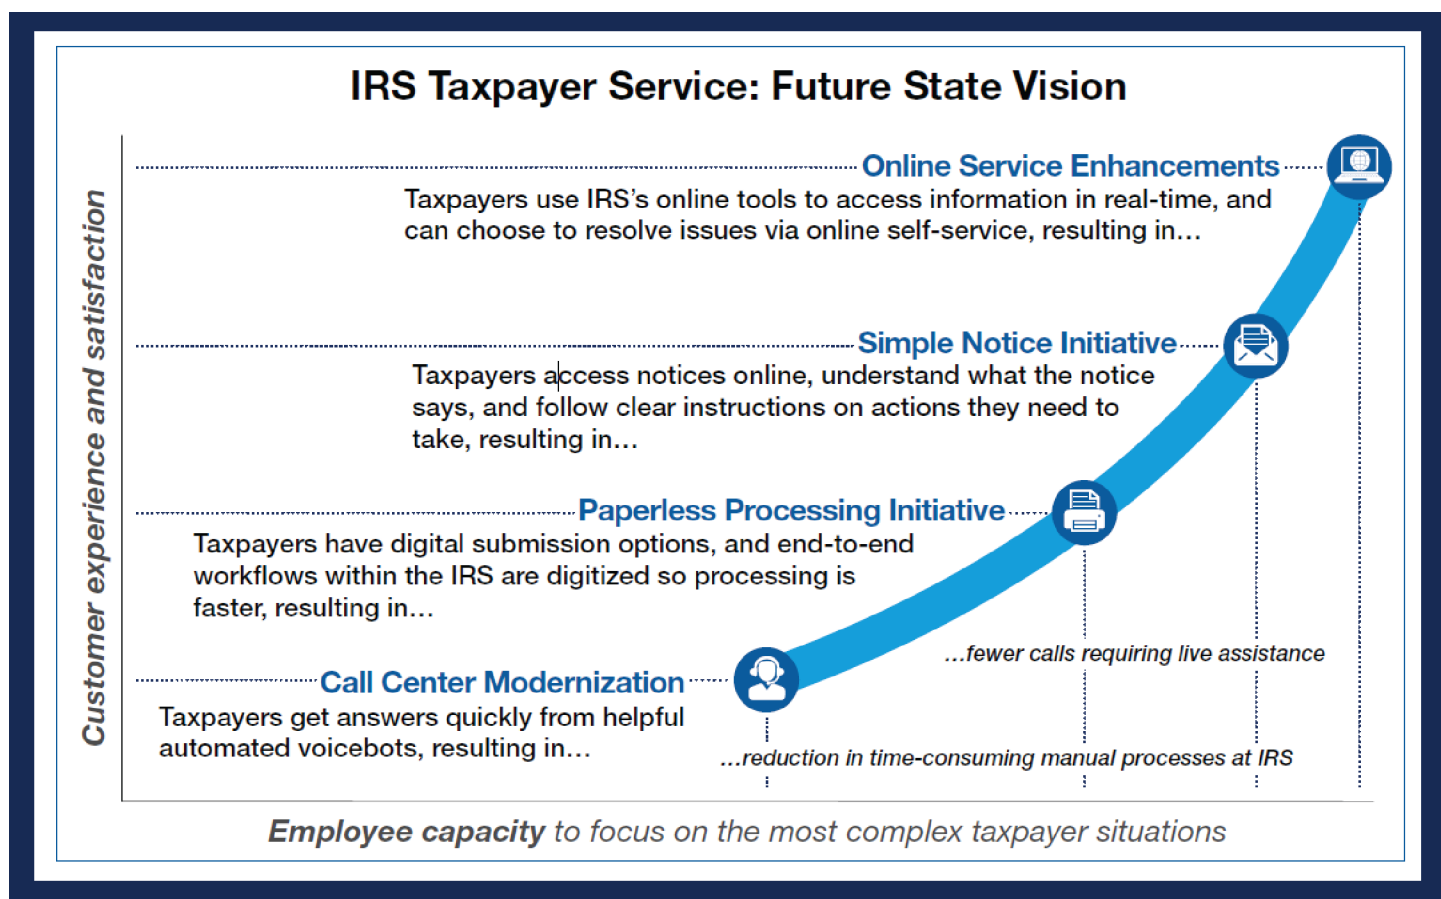 IRS Taxpayer Service: Future State Vision
Customer experience and satisfaction
Online Service Enhancements
Taxpayers use IRS's online tools to access information in real-time, and
can choose to resolve issues via online self-service, resulting in…
Simple Notice Initiative
Taxpayers access notices online, understand what the notice
says, and follow clear instructions on actions they need to
take, resulting in…
Paperless Processing Initiative
Taxpayers have digital submission options, and end-to-end
workflows within the IRS are digitized so processing is
faster, resulting in…
…fewer calls requiring live assistance
Call Center Modernization
Taxpayers get answers quickly from helpful
automated voicebots, resulting in…
…reduction in time-consuming manual processes at IRS
Employee capacity to focus on the most complex taxpayer situations